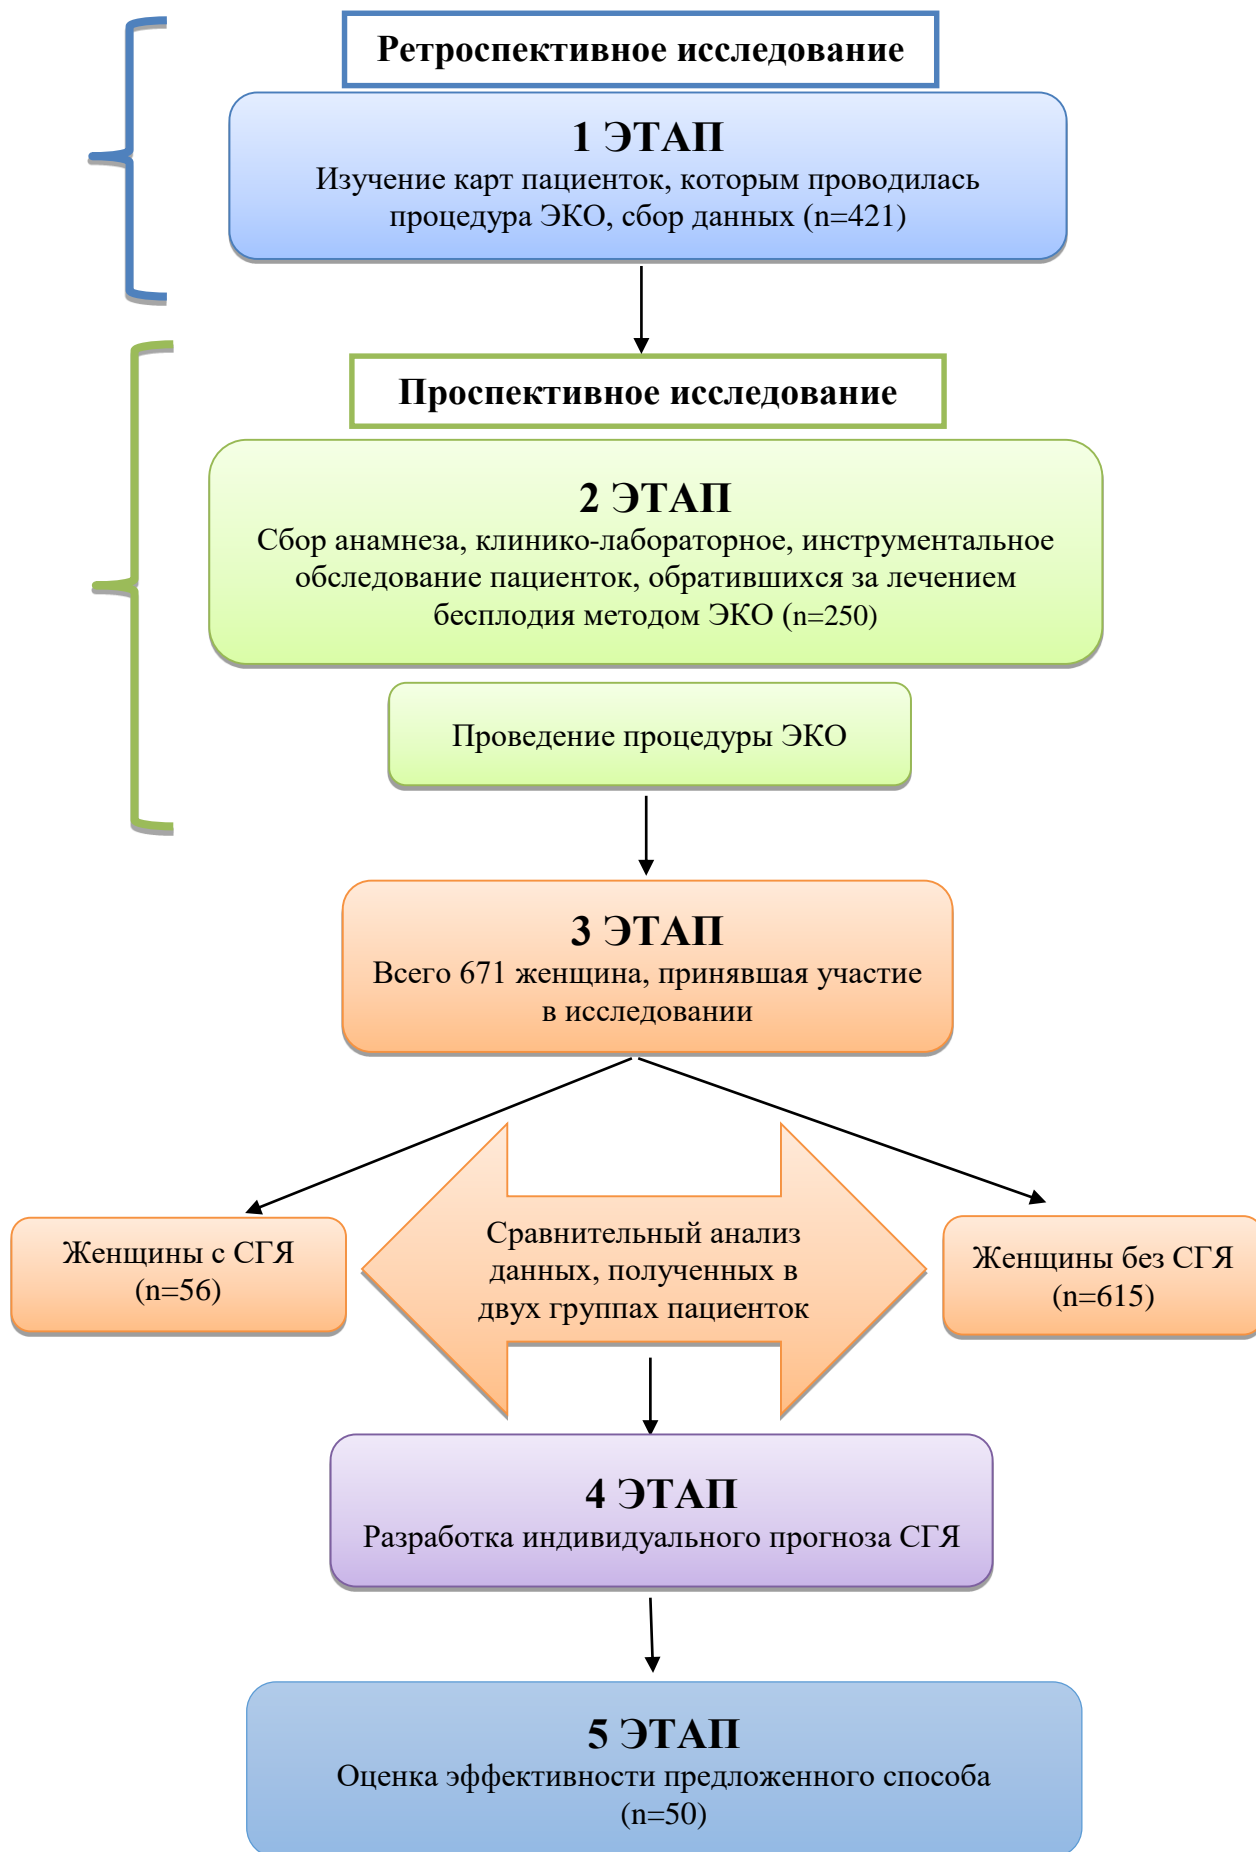 Ретроспективное исследование
1 ЭТАП
Изучение карт пациенток, которым проводилась
процедура ЭКО, сбор данных (n=421)
Проспективное исследование
2 ЭТАП
Сбор анамнеза, клинико-лабораторное, инструментальное
обследование пациенток, обратившихся за лечением
бесплодия методом ЭКО (n=250)
Проведение процедуры ЭКО
3 ЭТАП
Всего 671 женщина, принявшая участие
в исследовании
Женщины с СГЯ
(n=56)
Сравнительный анализ
данных, полученных в
двух группах пациенток
Женщины без СГЯ
(n=615)
4 ЭТАП
Разработка индивидуального прогноза СГЯ
5 ЭТАП
Оценка эффективности предложенного способа
(n=50)